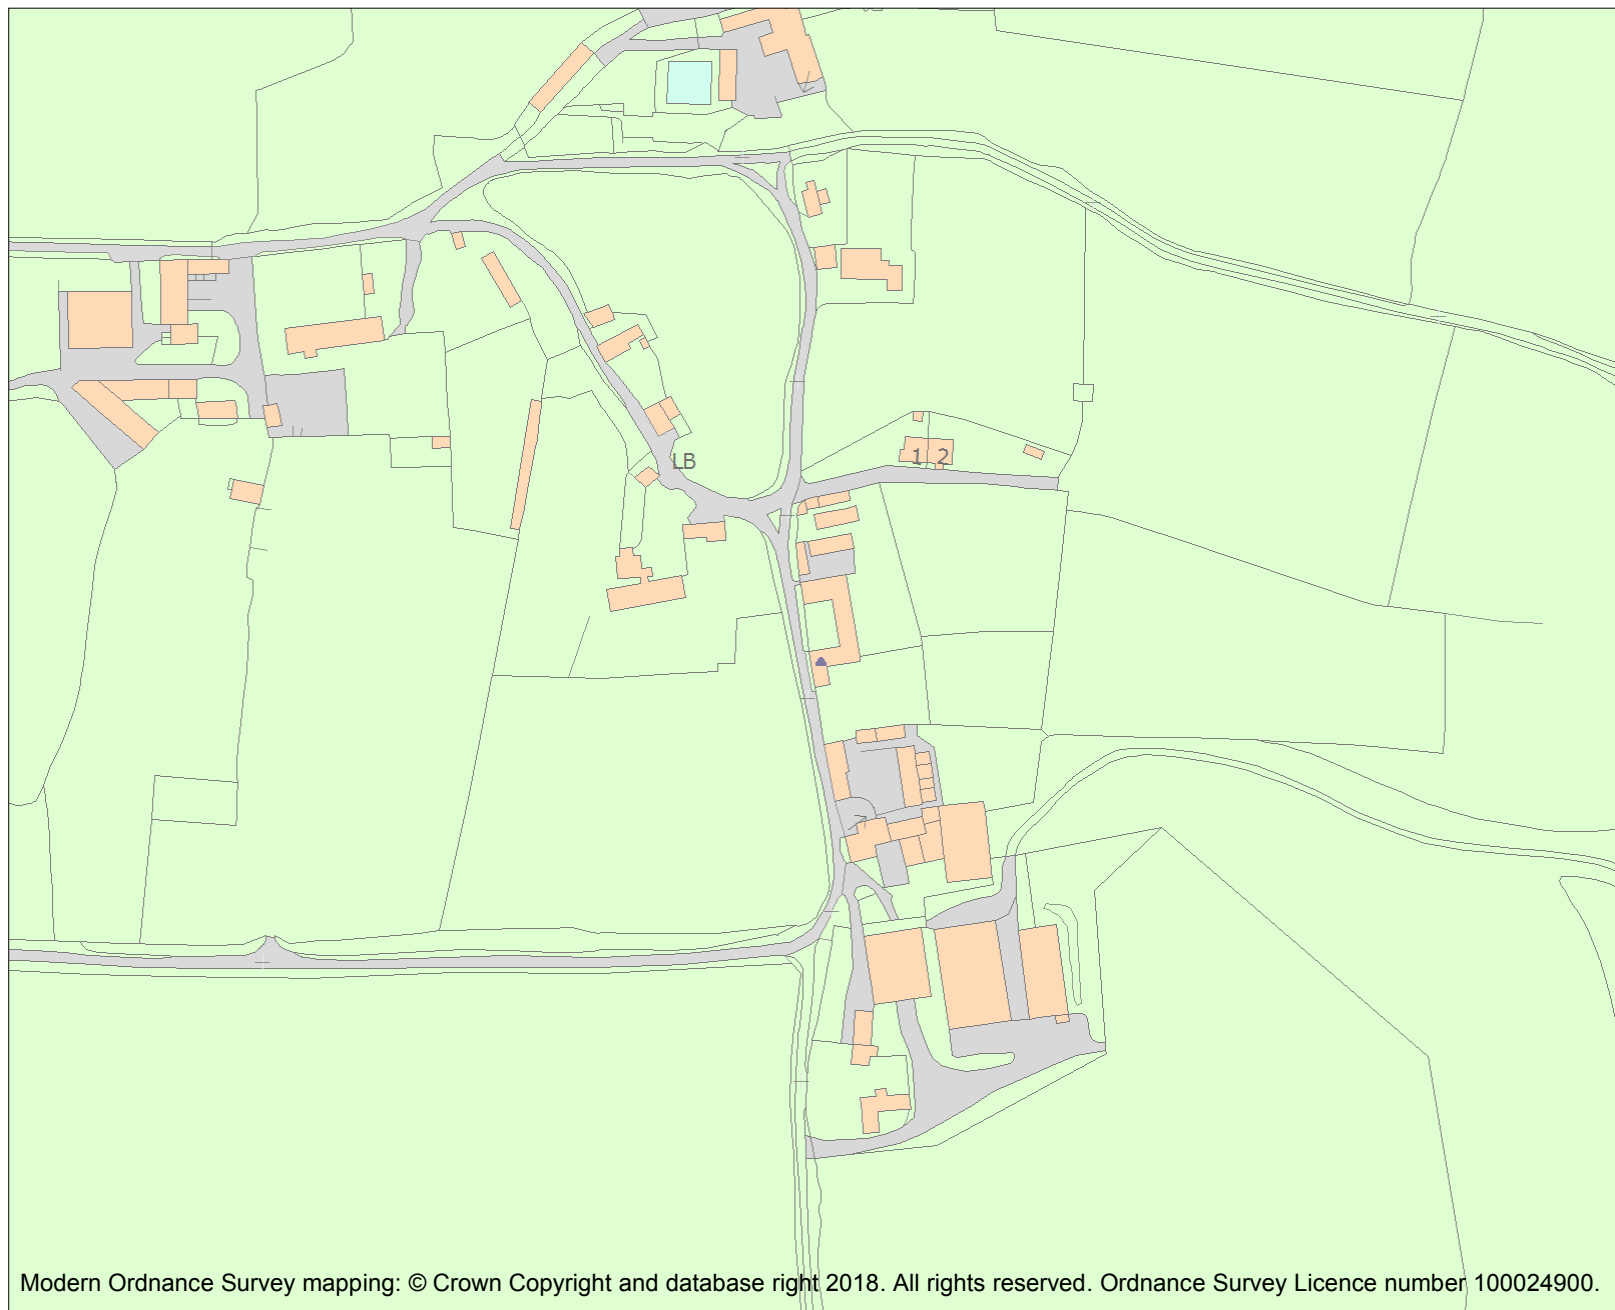 LB
1 2
Modern Ordnance Survey mapping: © Crown Copyright and database right 2018. All rights reserved. Ordnance Survey Licence number 100024900.